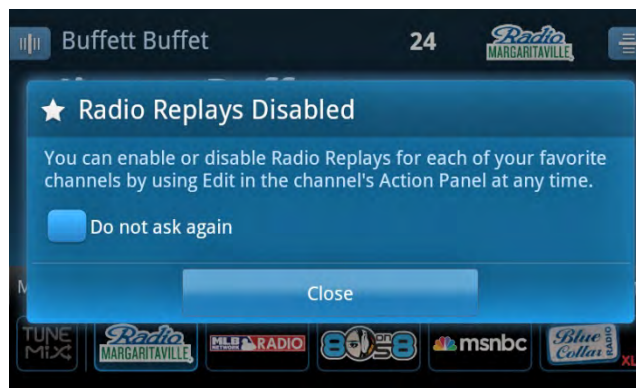 Buffett Buffet
24
Radio
MARGARITAVILLE
Radio Replays Disabled
You can enable or disable Radio Replays for each of your favorite
channels by using Edit in the channel's Action Panel at any time.
Do not ask again
Close
TUNE
MiX
Radio
MARGARITAVILLE
MLB
NETWORK
RADIO
80s
on
8
msnbc
Blue
Collar
RADIO
XL